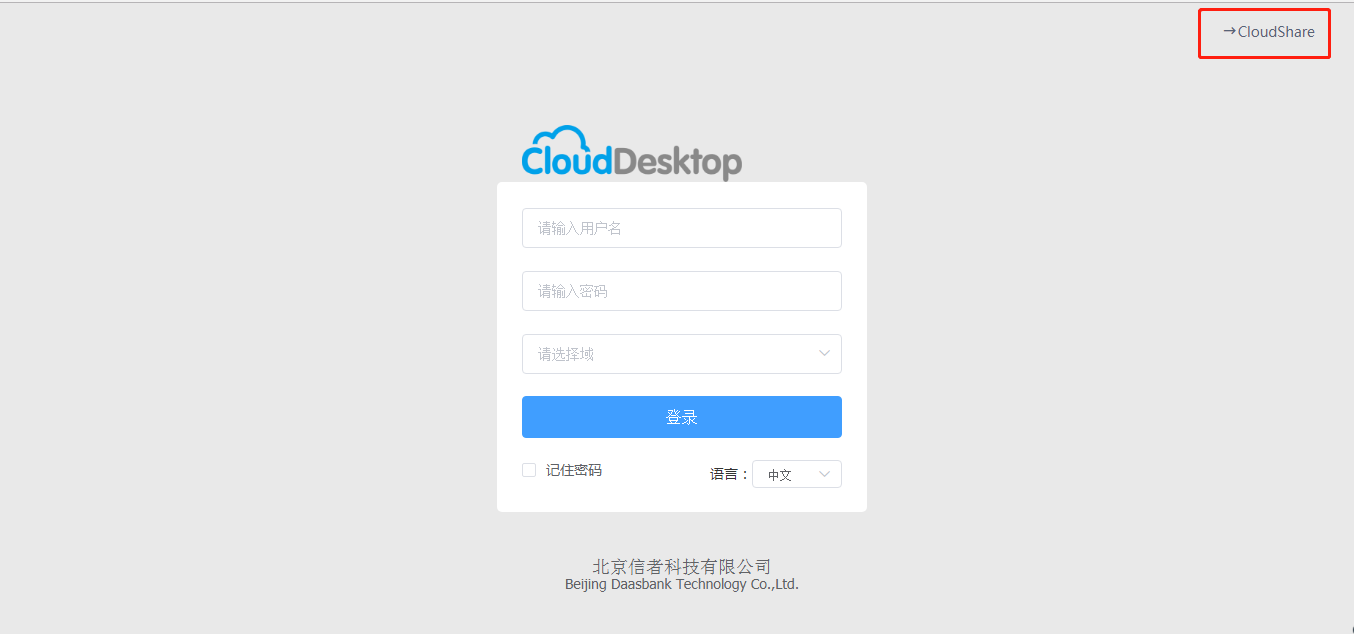 →CloudShare
CloudDesktop
请输入用户名
请输入密码
请选择域
登录
记住密码
语言：
中文
北京信者科技有限公司
Beijing Daasbank Technology Co.,Ltd.